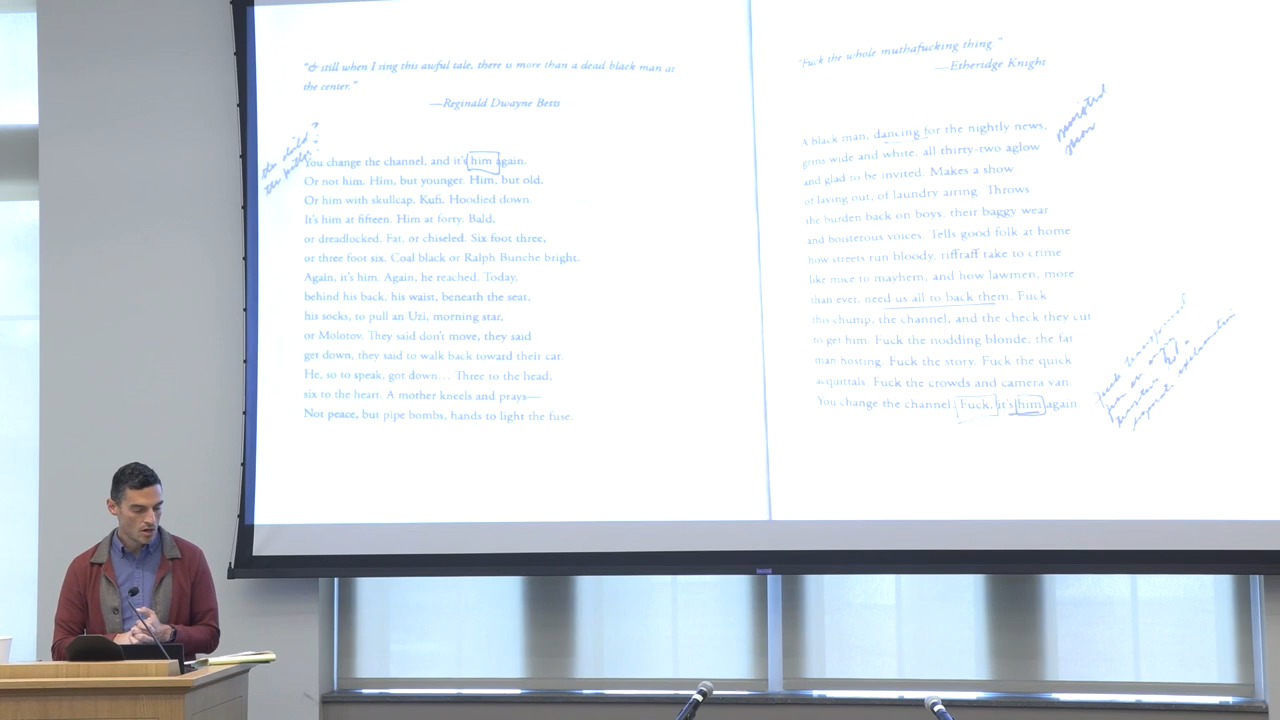 "& still when I sing this awful tale, there is more than a dead black man at
the center."
—Reginald Dwayne Betts
the child?
the
You change the channel, and it's him again.
Or not him. Him, but younger. Him, but old.
Or him with skullcap. Kufi. Hoodied down.
It's him at fifteen. Him at forty. Bald,
or dreadlocked. Fat, or chiseled. Six foot three,
or three foot six. Coal black or Ralph Bunche bright.
Again, it's him. Again, he reached. Today,
behind his back, his waist, beneath the seat,
his socks, to pull an Uzi, morning star,
or Molotov. They said don't move, they said
get down, they said to walk back toward their car.
He, so to speak, got down… Three to the head,
six to the heart. A mother kneels and prays—
Not peace, but pipe bombs, hands to light the fuse.
"Fuck the whole muthafucking thing."
—Etheridge Knight
minstrel
man
A black man, dancing for the nightly news,
grins wide and white, all thirty-two aglow
and glad to be invited. Makes a show
of laying out, of laundry airing. Throws
the burden back on boys, their baggy wear
and boisterous voices. Tells good folk at home
how streets run bloody, riffraff take to crime
like mice to mayhem, and how lawmen, more
than ever, need us all to back them. Fuck
this chump, the channel, and the check they cut
to get him. Fuck the nodding blonde, the fat
man hosting. Fuck the story. Fuck the quick
acquittals. Fuck the crowds and camera van.
You change the channel. Fuck, it's him again.
transformed
from an angry